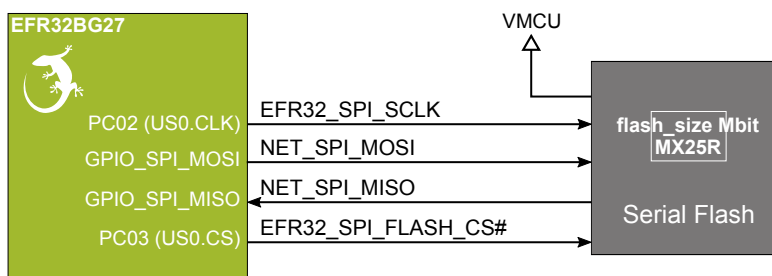 EFR32BG27
VMCU
PC02 (US0.CLK)
EFR32_SPI_SCLK
GPIO_SPI_MOSI
NET_SPI_MOSI
GPIO_SPI_MISO
NET_SPI_MISO
PC03 (US0.CS)
EFR32_SPI_FLASH_CS#
flash_size Mbit
MX25R
Serial Flash